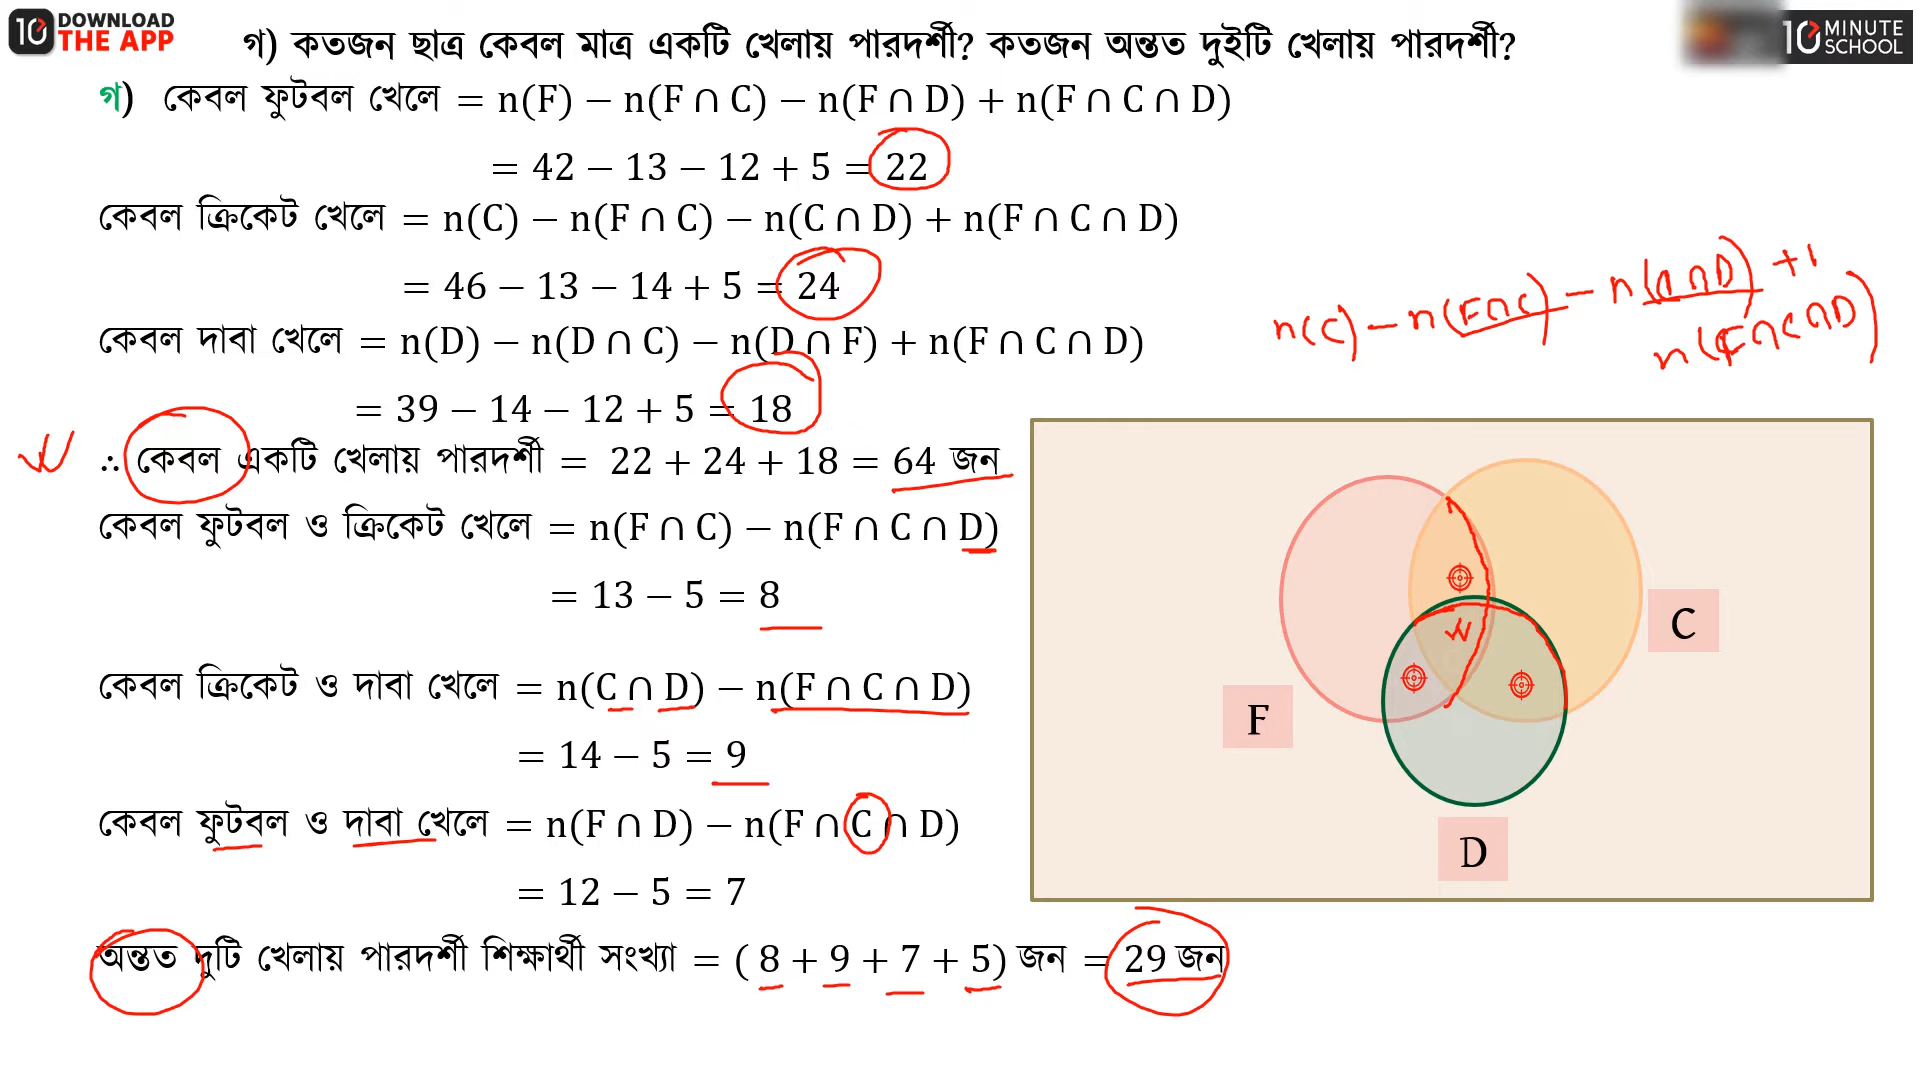 10 DOWNLOAD THE APP
10 MINUTE SCHOOL
গ) কতজন ছাত্র কেবল মাত্র একটি খেলায় পারদর্শী? কতজন অন্তত দুইটি খেলায় পারদর্শী?
গ) কেবল ফুটবল খেলে = n(F) − n(F ∩ C) − n(F ∩ D) + n(F ∩ C ∩ D)
= 42 − 13 − 12 + 5 = 22
কেবল ক্রিকেট খেলে = n(C) − n(F ∩ C) − n(C ∩ D) + n(F ∩ C ∩ D)
= 46 − 13 − 14 + 5 = 24
কেবল দাবা খেলে = n(D) − n(D ∩ C) − n(D ∩ F) + n(F ∩ C ∩ D)
= 39 − 14 − 12 + 5 = 18
∴ কেবল একটি খেলায় পারদর্শী = 22 + 24 + 18 = 64 জন
কেবল ফুটবল ও ক্রিকেট খেলে = n(F ∩ C) − n(F ∩ C ∩ D)
= 13 − 5 = 8
কেবল ক্রিকেট ও দাবা খেলে = n(C ∩ D) − n(F ∩ C ∩ D)
= 14 − 5 = 9
কেবল ফুটবল ও দাবা খেলে = n(F ∩ D) − n(F ∩ C ∩ D)
= 12 − 5 = 7
অন্তত দুটি খেলায় পারদর্শী শিক্ষার্থী সংখ্যা = ( 8 + 9 + 7 + 5) জন = 29 জন
n(C) − n(F∩C) − n(C∩D) +
n(F∩C∩D)
C
F
D